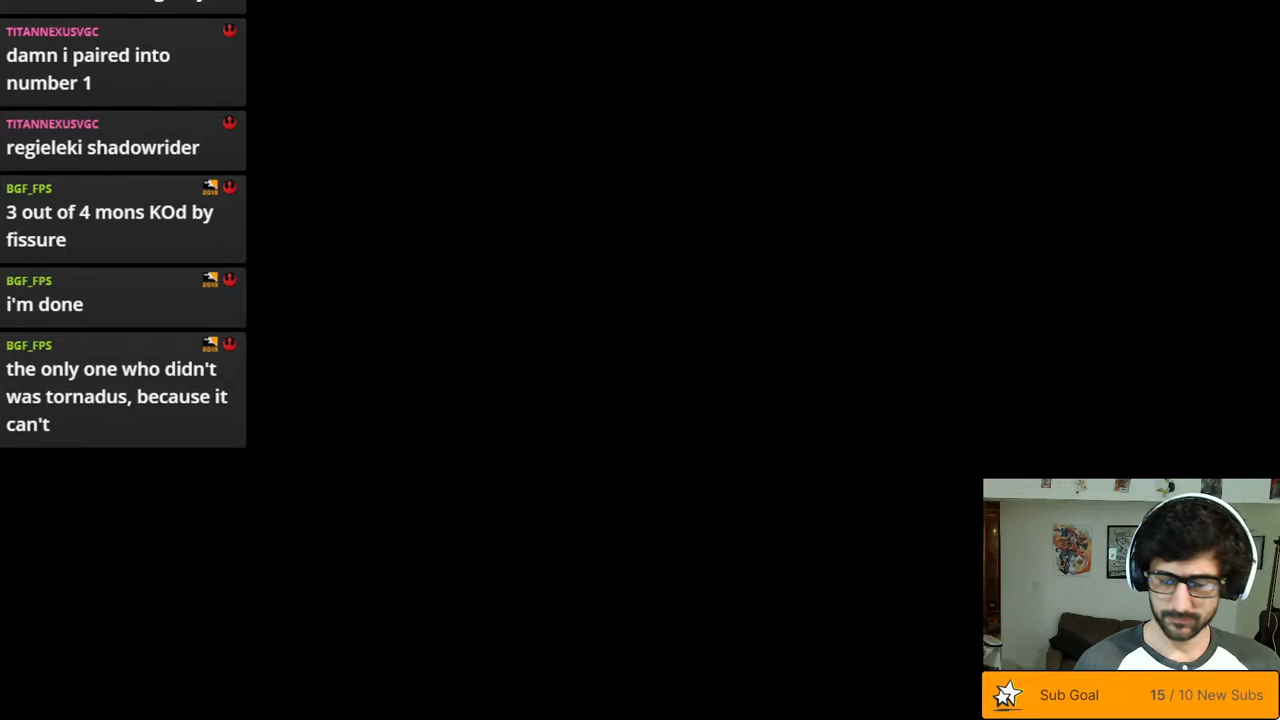 TITANNEXUSVGC
damn i paired into
number 1
TITANNEXUSVGC
regieleki shadowrider
BGF_FPS
3 out of 4 mons KOd by
fissure
BGF_FPS
i'm done
BGF_FPS
the only one who didn't
was tornadus, because it
can't
Sub Goal 15 / 10 New Subs